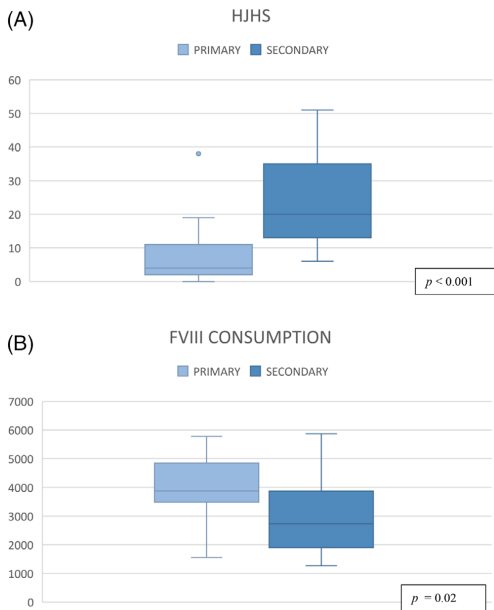 (A)
HJHS
PRIMARY SECONDARY
60
50
40
30
20
10
0
p < 0.001
(B)
FVIII CONSUMPTION
PRIMARY SECONDARY
7000
6000
5000
4000
3000
2000
1000
0
p = 0.02